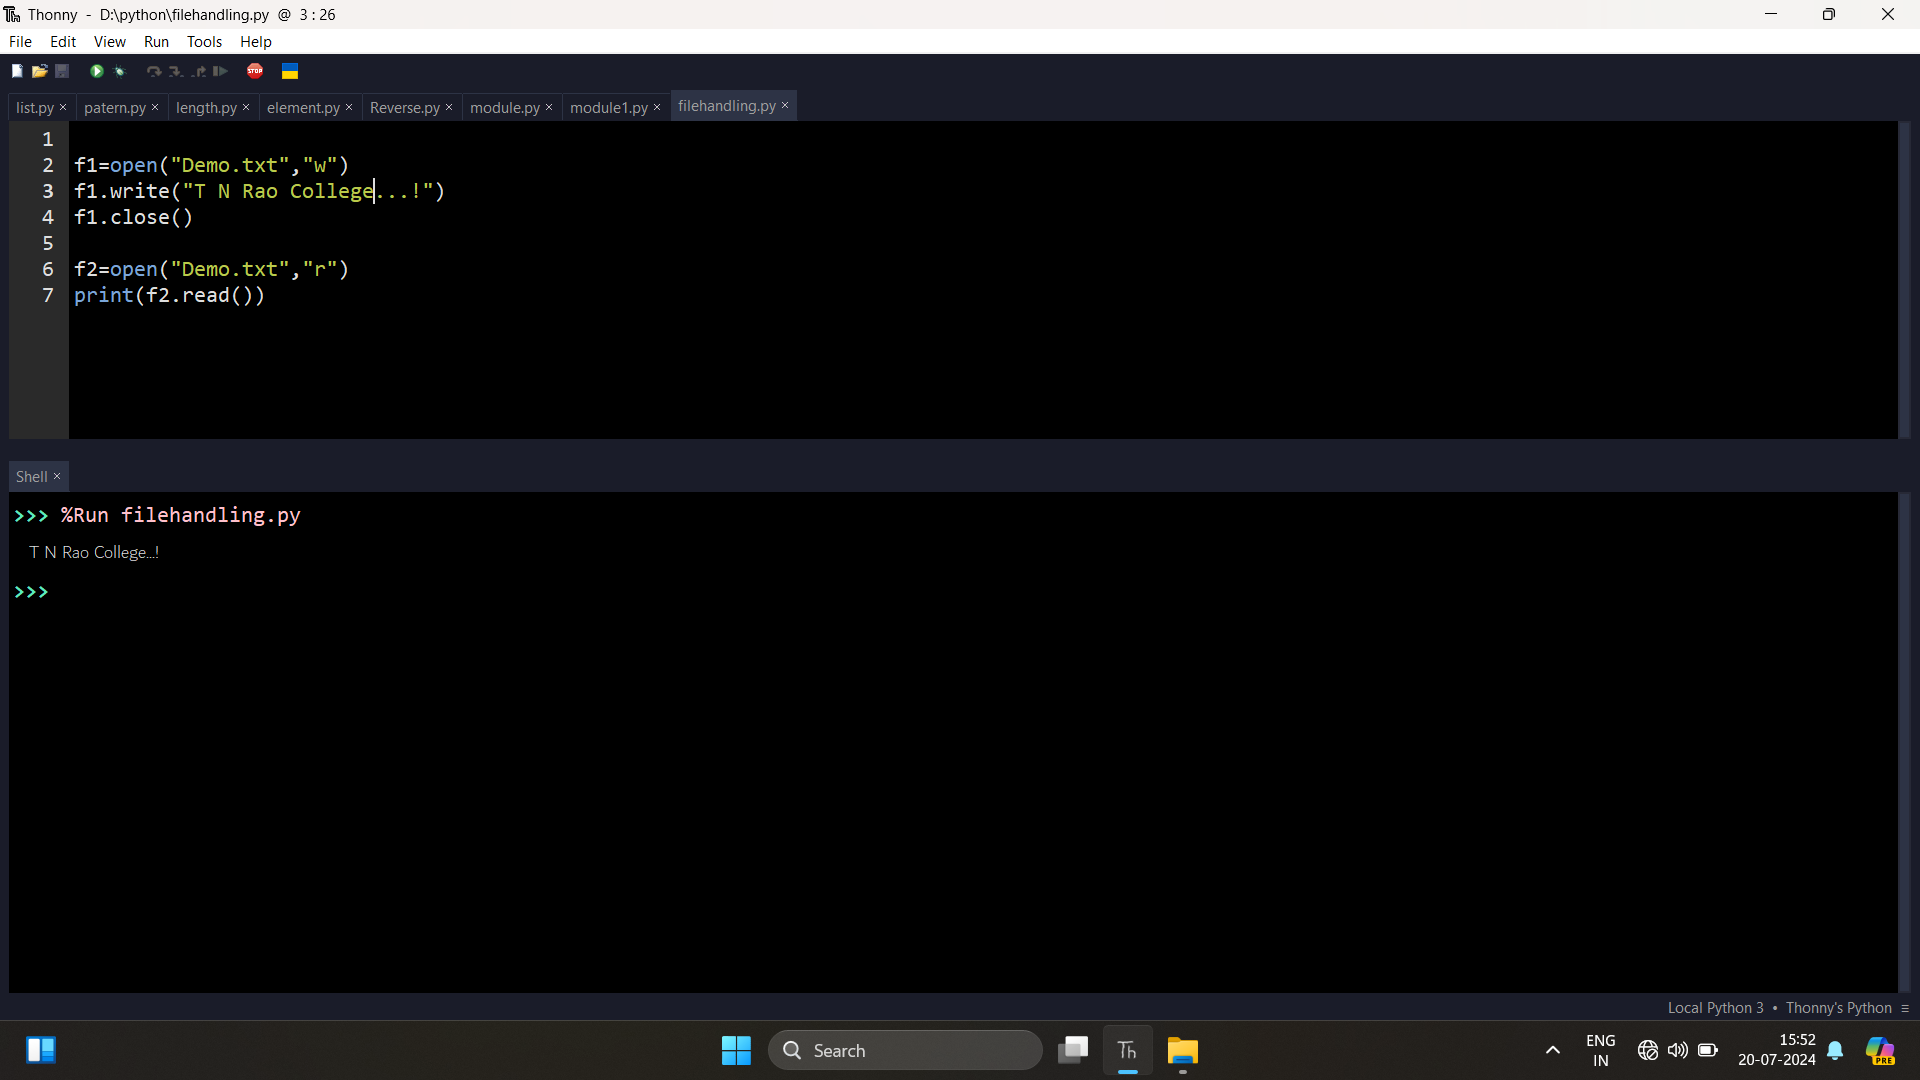 Thonny - D:\python\filehandling.py @ 3 : 26
File Edit View Run Tools Help
STOP
list.py × patern.py × length.py × element.py × Reverse.py × module.py × module1.py × filehandling.py ×
1
2 f1=open("Demo.txt","w")
3 f1.write("T N Rao College...!")
4 f1.close()
5
6 f2=open("Demo.txt","r")
7 print(f2.read())
Shell ×
>>> %Run filehandling.py
T N Rao College...!
>>>
Local Python 3 • Thonny's Python ≡
Search
Th
ENG
IN
15:52
20-07-2024
PRE